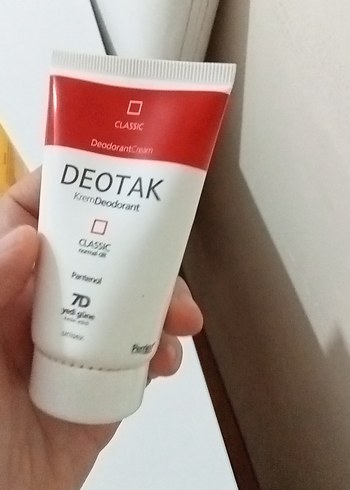 CLASSIC
DeodorantCream
DEOTAK
KremDeodorant
CLASSIC
normal cilt
Pantenol
7D
yedi güne